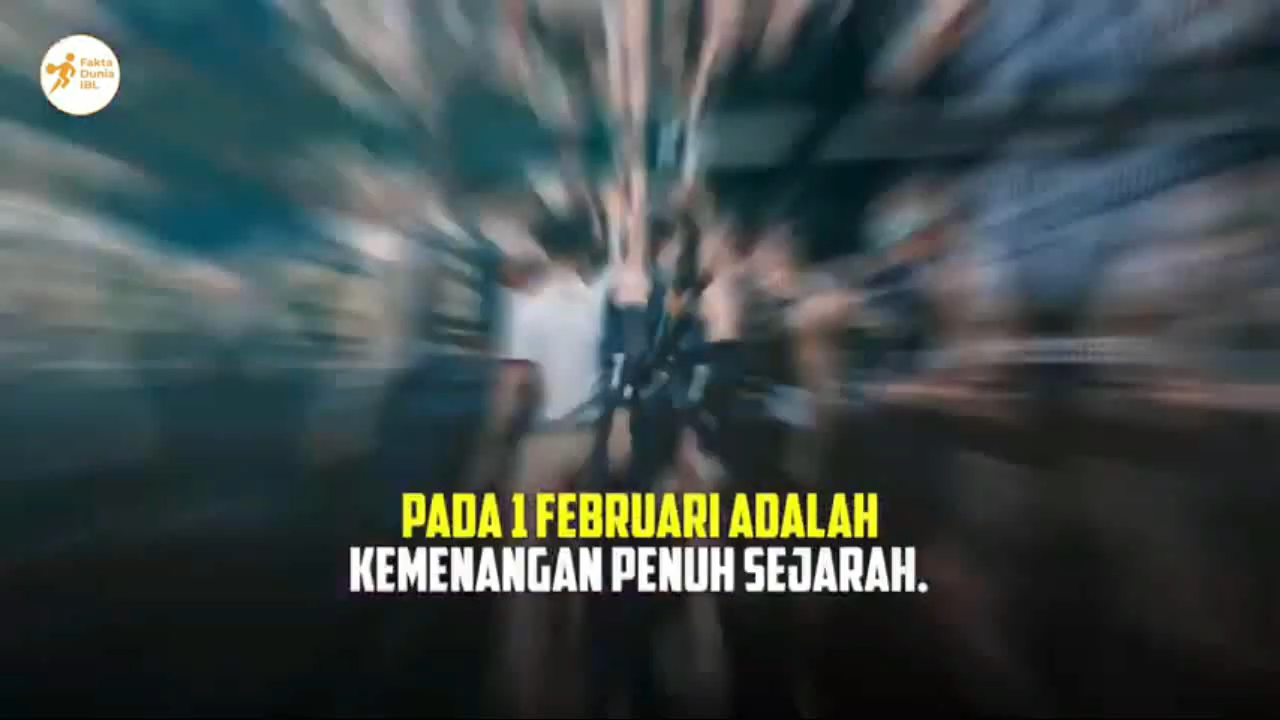 Fakta
Dunia
IBL
PADA 1 FEBRUARI ADALAH
KEMENANGAN PENUH SEJARAH.